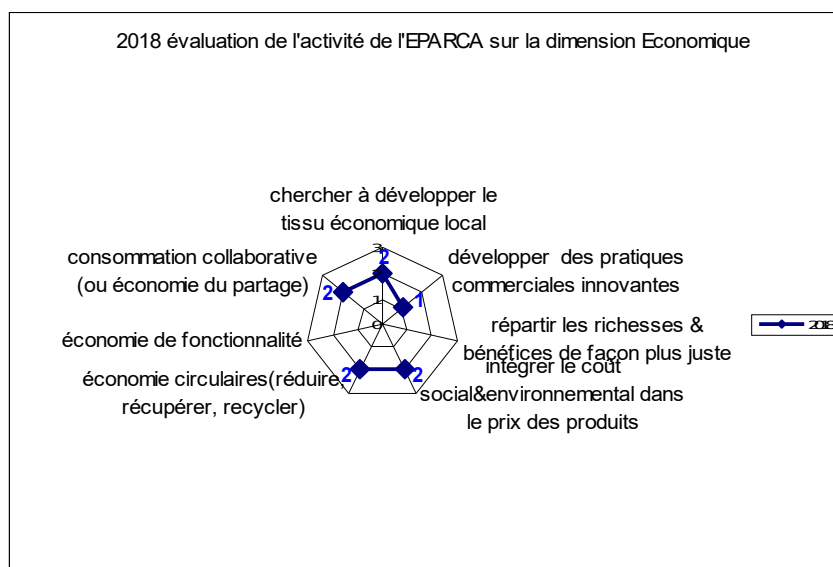 2018 évaluation de l'activité de l'EPARCA sur la dimension Economique
chercher à développer le
tissu économique local
consommation collaborative
(ou économie du partage)
développer des pratiques
commerciales innovantes
3
2
2
2
1
1
0
économie de fonctionnalité
répartir les richesses &
bénéfices de façon plus juste
2018
économie circulaires(réduire,
récupérer, recycler)
2
2
intégrer le coût
social&environnemental dans
le prix des produits